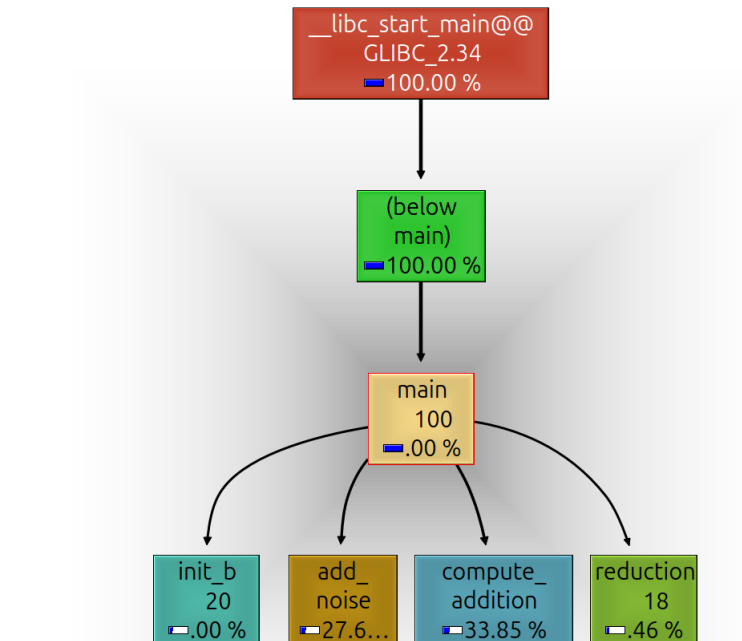 __libc_start_main@@
GLIBC_2.34
100.00 %
(below
main)
100.00 %
main
100
.00 %
init_b
20
.00 %
add_
noise
27.6...
compute_
addition
33.85 %
reduction
18
.46 %